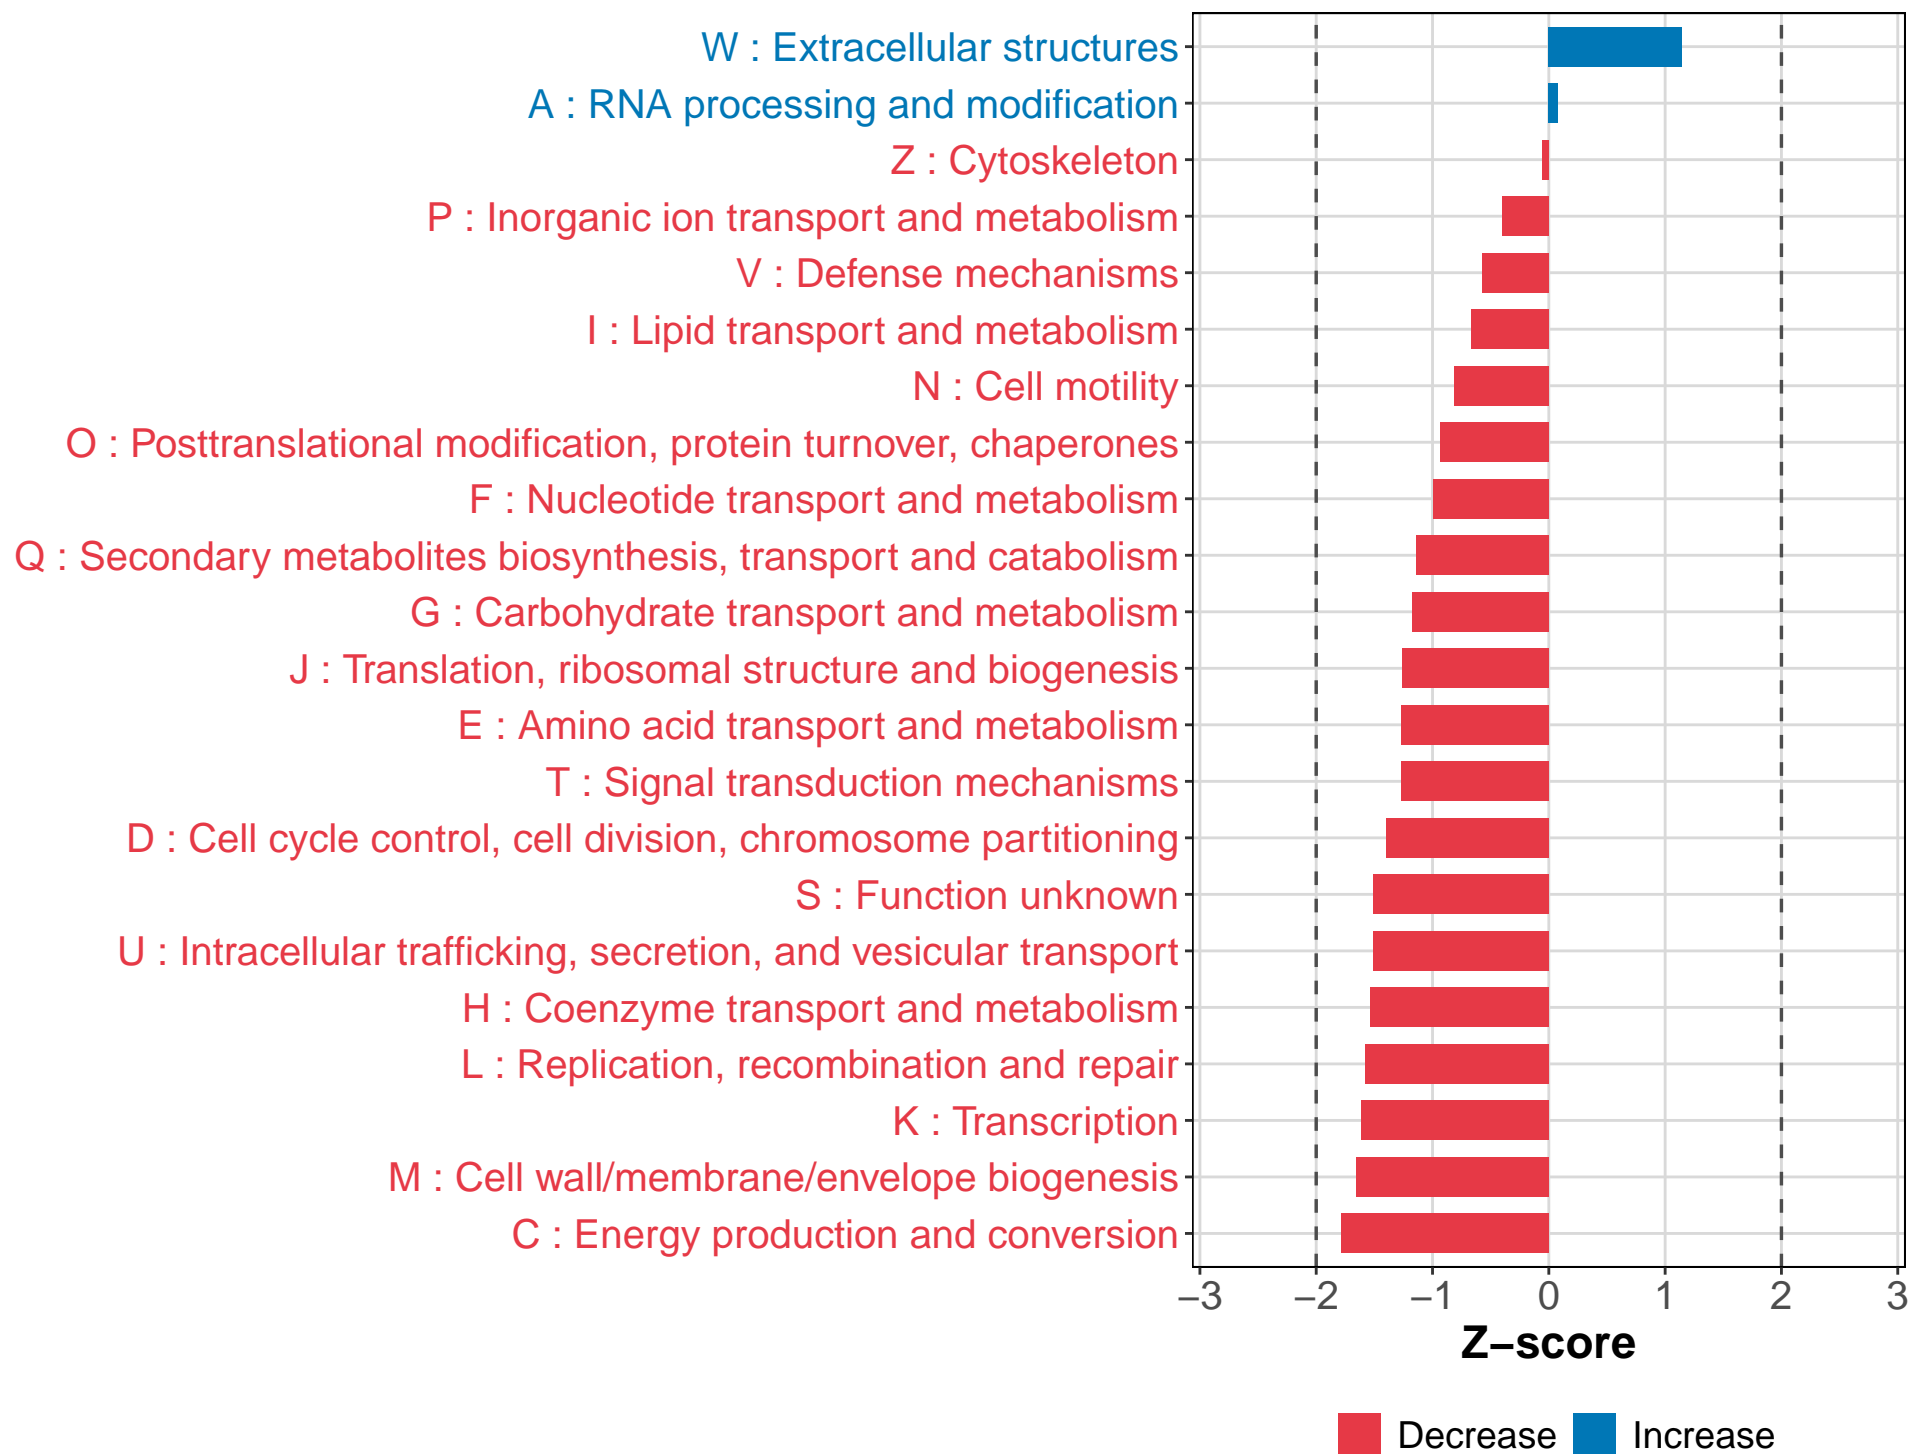 W : Extracellular structures
A : RNA processing and modification
Z : Cytoskeleton
P : Inorganic ion transport and metabolism
V : Defense mechanisms
I : Lipid transport and metabolism
N : Cell motility
O : Posttranslational modification, protein turnover, chaperones
F : Nucleotide transport and metabolism
Q : Secondary metabolites biosynthesis, transport and catabolism
G : Carbohydrate transport and metabolism
J : Translation, ribosomal structure and biogenesis
E : Amino acid transport and metabolism
T : Signal transduction mechanisms
D : Cell cycle control, cell division, chromosome partitioning
S : Function unknown
U : Intracellular trafficking, secretion, and vesicular transport
H : Coenzyme transport and metabolism
L : Replication, recombination and repair
K : Transcription
M : Cell wall/membrane/envelope biogenesis
C : Energy production and conversion
−3 −2 −1 0 1 2 3
Z−score
Decrease Increase